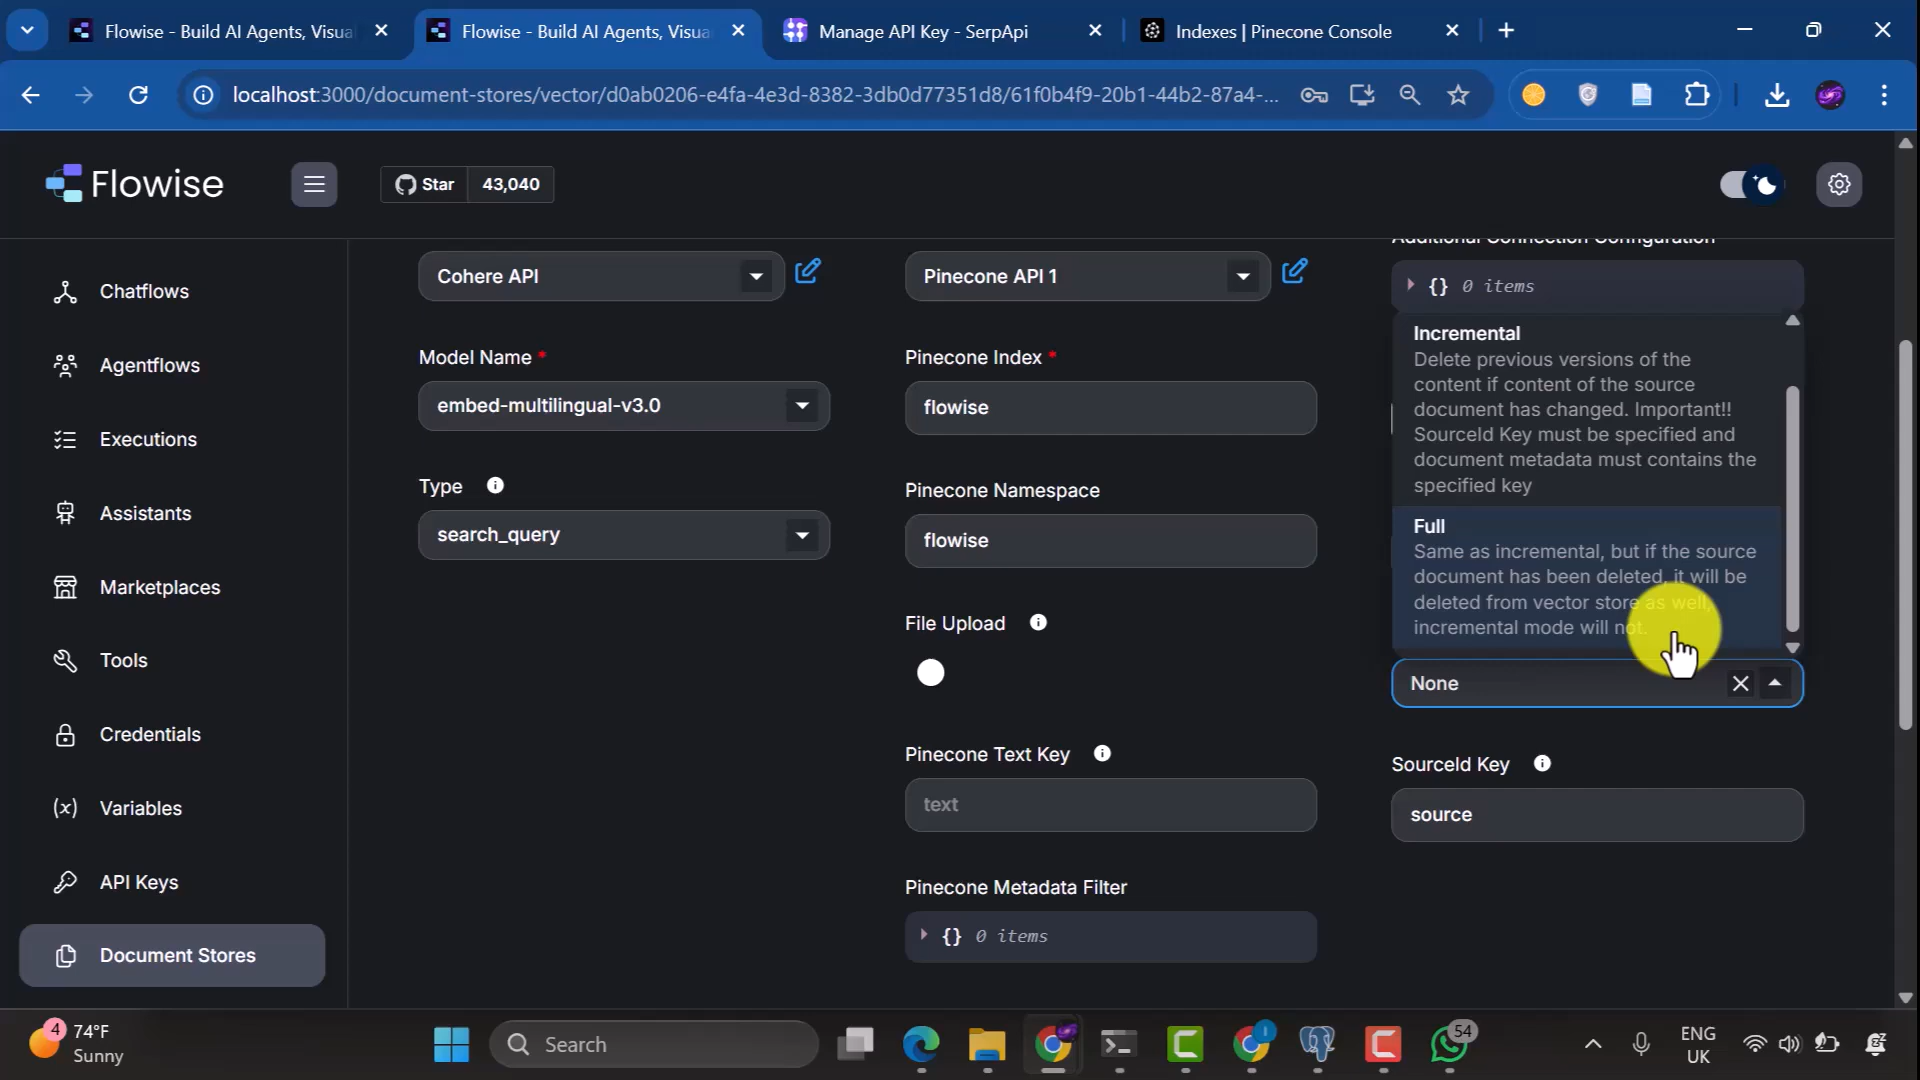 Flowise - Build AI Agents, Visua
Flowise - Build AI Agents, Visua
Manage API Key - SerpApi
Indexes | Pinecone Console
localhost:3000/document-stores/vector/d0ab0206-e4fa-4e3d-8382-3db0d77351d8/61f0b4f9-20b1-44b2-87a4-...
Flowise
Star
43,040
Chatflows
Agentflows
Executions
Assistants
Marketplaces
Tools
Credentials
Variables
API Keys
Document Stores
Cohere API
Model Name *
embed-multilingual-v3.0
Type
search_query
Pinecone API 1
Pinecone Index *
flowise
Pinecone Namespace
flowise
File Upload
Pinecone Text Key
text
Pinecone Metadata Filter
{} 0 items
Additional Connection Configuration
{} 0 items
Incremental
Delete previous versions of the
content if content of the source
document has changed. Important!!
SourceId Key must be specified and
document metadata must contains the
specified key
Full
Same as incremental, but if the source
document has been deleted, it will be
deleted from vector store as well,
incremental mode will not.
None
SourceId Key
source
4
74°F
Sunny
Search
54
ENG
UK